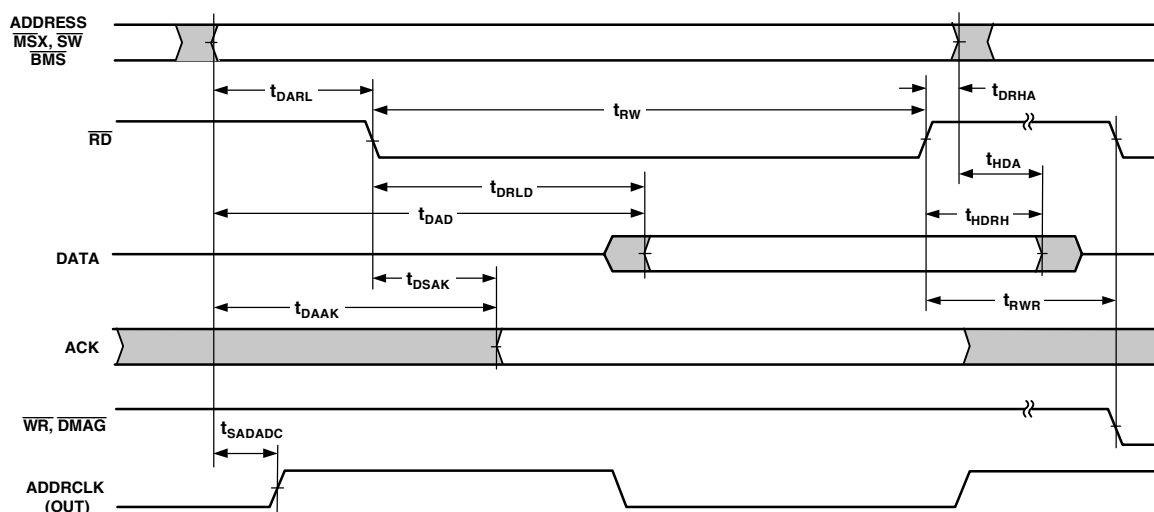 ADDRESS
MSX, SW
BMS
tDARL
tRW
tDRHA
RD
tHDA
tDRLD
tDAD
tHDRH
DATA
tDSAK
tDAAK
tRWR
ACK
WR, DMAG
tSADADC
ADDRCLK
(OUT)